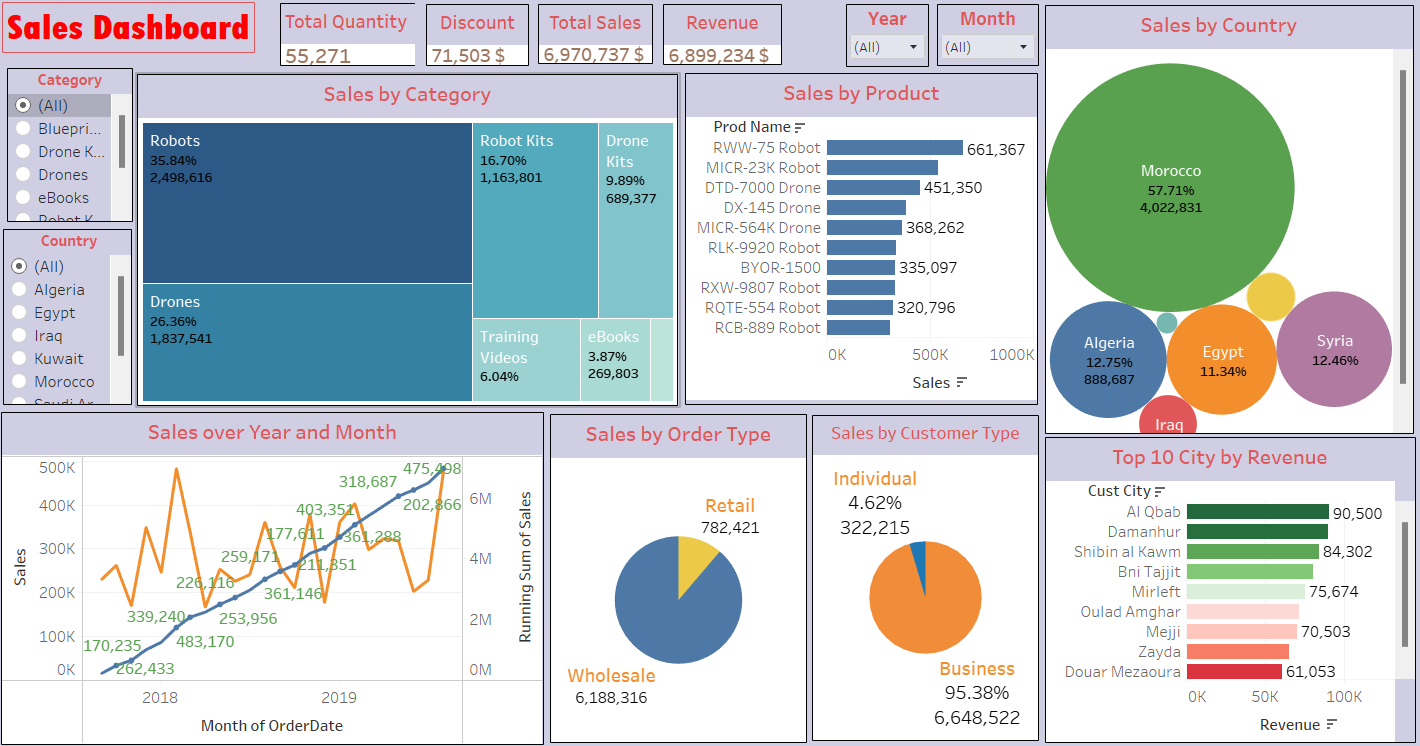 Sales Dashboard
Total Quantity
55,271
Discount
71,503 $
Total Sales
6,970,737 $
Revenue
6,899,234 $
Year
(All)
Month
(All)
Category
(All)
Bluepri...
Drone K...
Drones
eBooks
Country
(All)
Algeria
Egypt
Iraq
Kuwait
Morocco
Sales by Category
Robots
35.84%
2,498,616
Drones
26.36%
1,837,541
Robot Kits
16.70%
1,163,801
Drone
Kits
9.89%
689,377
Training
Videos
6.04%
eBooks
3.87%
269,803
Sales by Product
Prod Name
RWW-75 Robot
661,367
MICR-23K Robot
DTD-7000 Drone
451,350
DX-145 Drone
MICR-564K Drone
368,262
RLK-9920 Robot
BYOR-1500
335,097
RXW-9807 Robot
RQTE-554 Robot
320,796
RCB-889 Robot
0K 500K 1000K
Sales
Sales by Country
Morocco
57.71%
4,022,831
Algeria
12.75%
888,687
Egypt
11.34%
Syria
12.46%
Iraq
Sales over Year and Month
500K
400K
300K
200K
100K
0K
Sales
6M
4M
2M
0M
Running Sum of Sales
475,498
318,687
202,866
403,351
177,611
361,288
259,171
211,351
226,116
361,146
339,240
253,956
170,235
483,170
262,433
2018 2019
Month of OrderDate
Sales by Order Type
Retail
782,421
Wholesale
6,188,316
Sales by Customer Type
Individual
4.62%
322,215
Business
95.38%
6,648,522
Top 10 City by Revenue
Cust City
Al Qbab
90,500
Damanhur
Shibin al Kawm
84,302
Bni Tajjit
Mirleft
75,674
Oulad Amghar
Mejji
70,503
Zayda
Douar Mezaoura
61,053
0K 50K 100K
Revenue